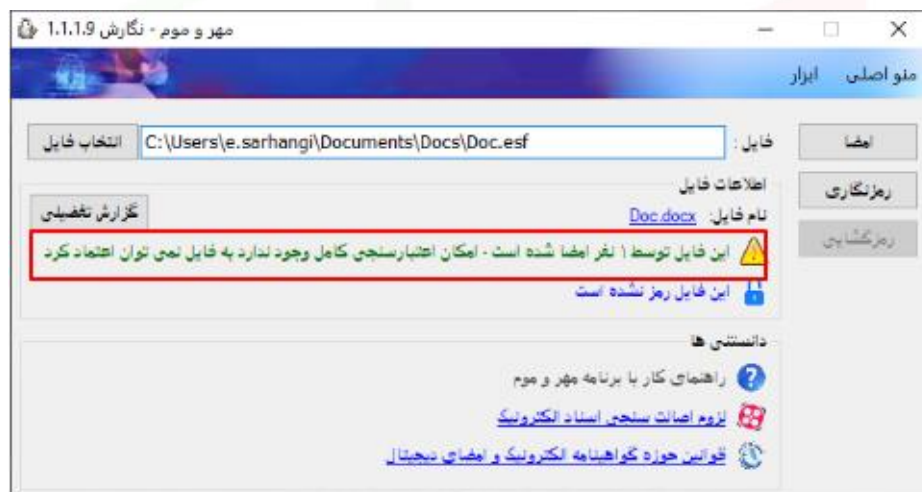 مهر و موم - نگارش 1.1.1.9
منو اصلی ابزار
امضا
فایل : C:\Users\e.sarhangi\Documents\Docs\Doc.esf انتخاب فایل
رمزنگاری
رمزگشایی
اطلاعات فایل
نام فایل: Doc.docx گزارش تفضیلی
این فایل توسط ۱ نفر امضا شده است - امکان اعتبارسنجی کامل وجود ندارد به فایل نمی توان اعتماد کرد
این فایل رمز نشده است
دانستنی ها
راهنمای کار با برنامه مهر و موم
لزوم اصالت سنجی اسناد الکترونیک
قوانین حوزه گواهینامه الکترونیک و امضای دیجیتال